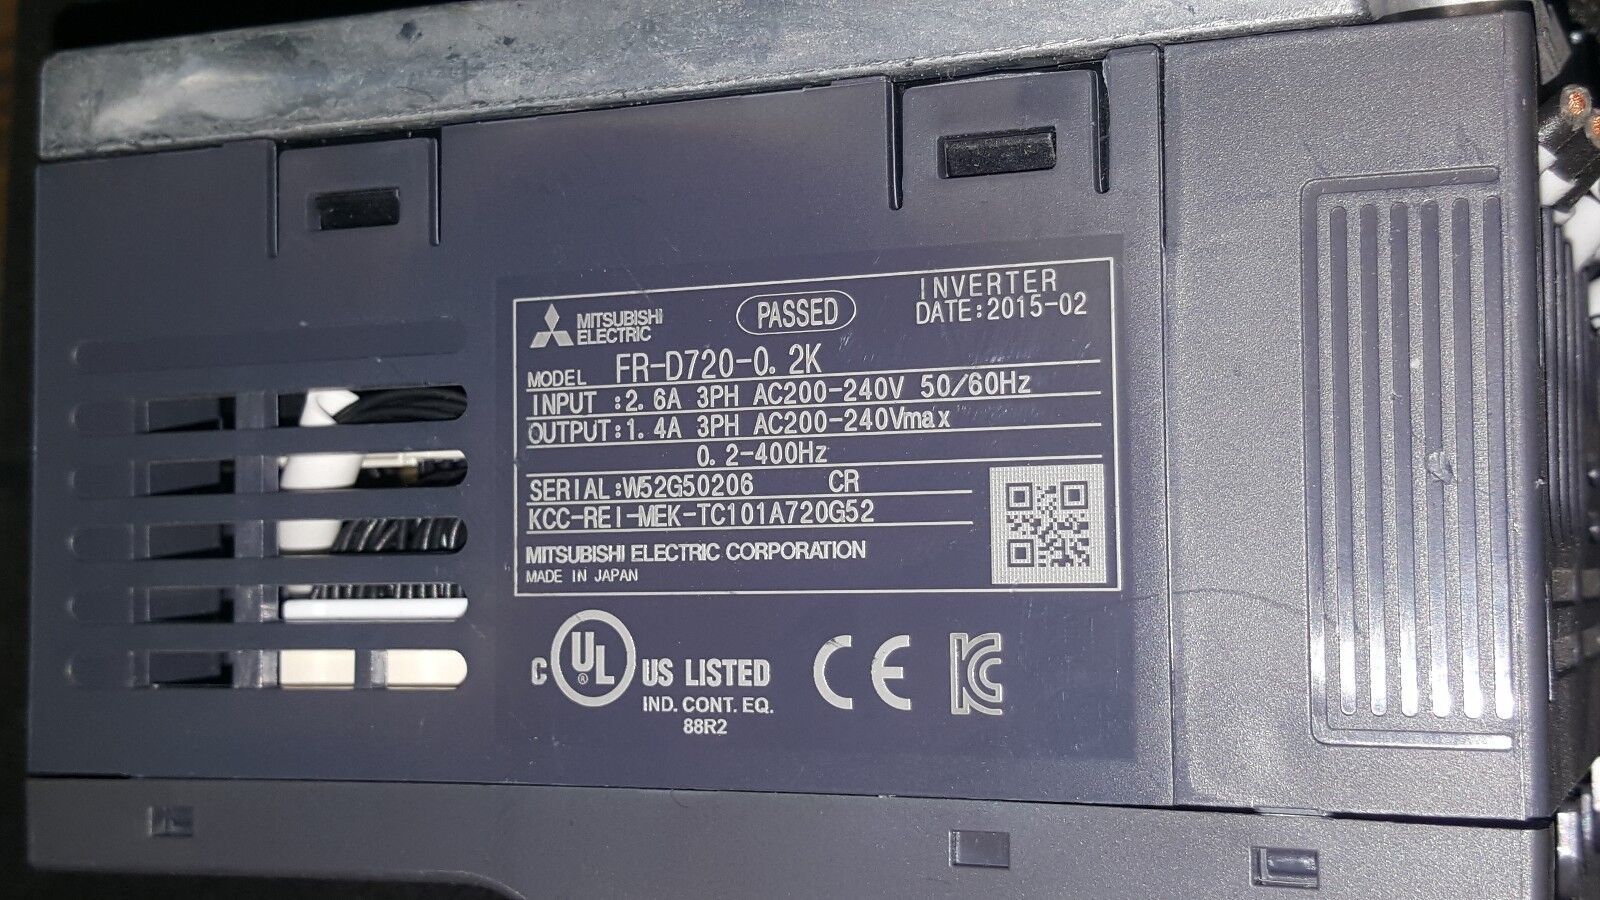 MITSUBISHI
ELECTRIC
PASSED
INVERTER
DATE:2015-02
MODEL FR-D720-0.2K
INPUT :2.6A 3PH AC200-240V 50/60Hz
OUTPUT:1.4A 3PH AC200-240Vmax
0.2-400Hz
SERIAL:W52G50206 CR
KCC-REI-MEK-TC101A720G52
MITSUBISHI ELECTRIC CORPORATION
MADE IN JAPAN
C UL ® US LISTED
IND. CONT. EQ.
88R2
CE KC